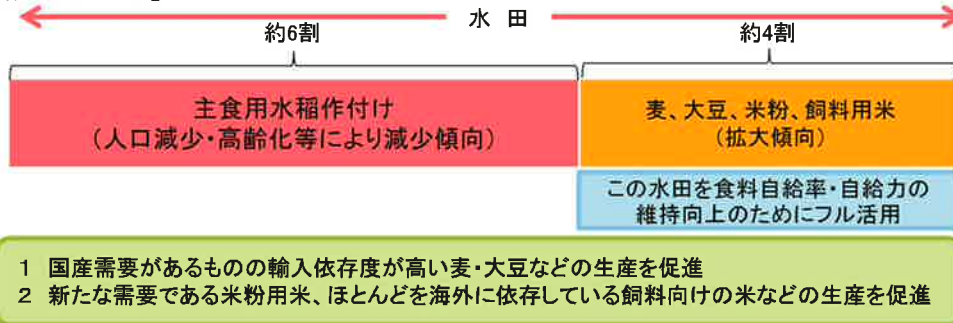 水 田
約6割
約4割
主食用水稲作付け
(人口減少・高齢化等により減少傾向)
麦、大豆、米粉、飼料用米
(拡大傾向)
この水田を食料自給率・自給力の
維持向上のためにフル活用
1 国産需要があるものの輸入依存度が高い麦・大豆などの生産を促進
2 新たな需要である米粉用米、ほとんどを海外に依存している飼料向けの米などの生産を促進